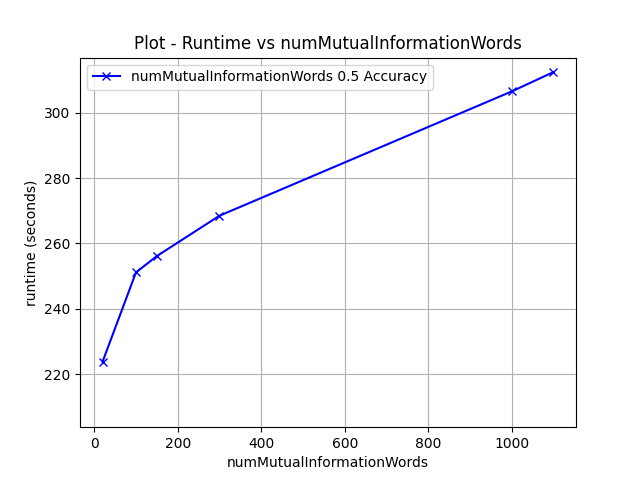 Plot - Runtime vs numMutualInformationWords
numMutualInformationWords 0.5 Accuracy
300
280
260
240
220
runtime (seconds)
0 200 400 600 800 1000
numMutualInformationWords